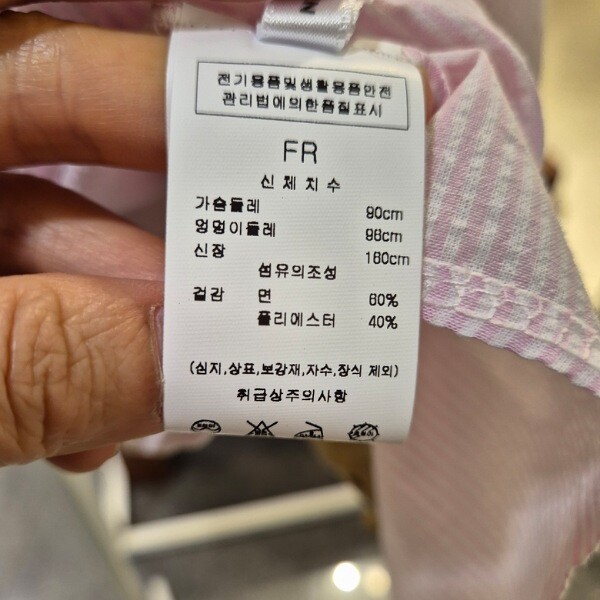 전기용품및생활용품안전
관리법에의한품질표시
FR
신체치수
가슴둘레 90cm
엉덩이둘레 96cm
신장 160cm
섬유의조성
겉감 면 60%
폴리에스터 40%
(심지,상표,보강재,자수,장식 제외)
취급상주의사항